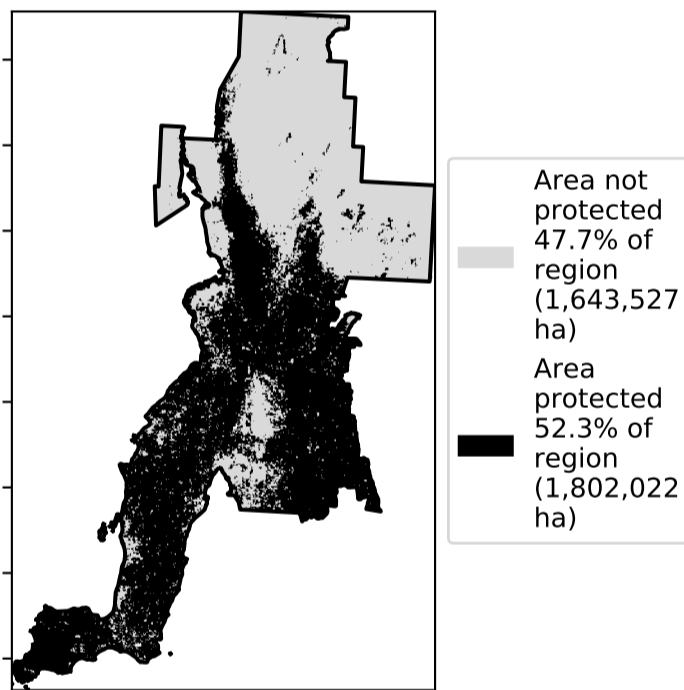 Area not
protected
47.7% of
region
(1,643,527
ha)
Area
protected
52.3% of
region
(1,802,022
ha)